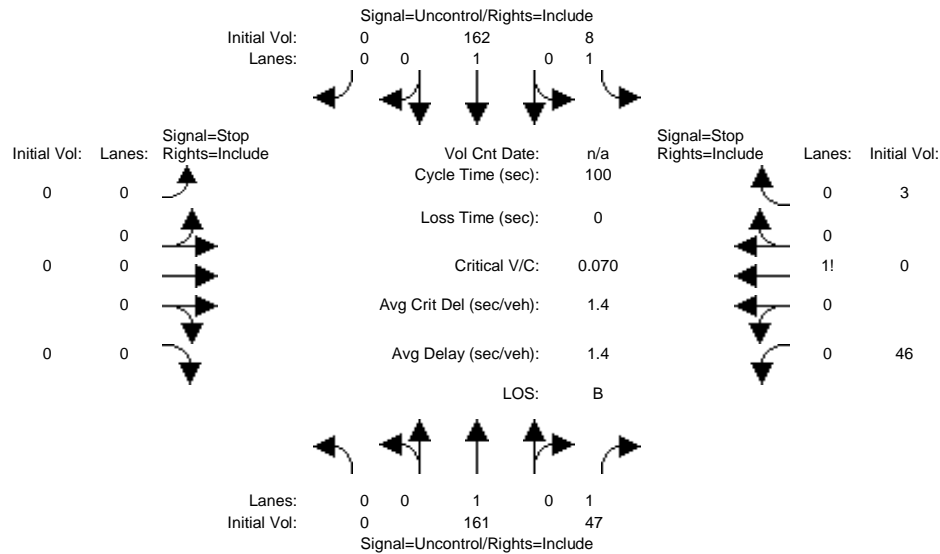 Signal=Uncontrol/Rights=Include
Initial Vol: 0 162 8
Lanes: 0 0 1 0 1
Signal=Stop Signal=Stop
Initial Vol: Lanes: Rights=Include Vol Cnt Date: n/a Rights=Include Lanes: Initial Vol:
Cycle Time (sec): 100
0 0 0 3
Loss Time (sec): 0
0 0
0 0 Critical V/C: 0.070 1! 0
0 Avg Crit Del (sec/veh): 1.4 0
0 0 Avg Delay (sec/veh): 1.4 0 46
LOS: B
Lanes: 0 0 1 0 1
Initial Vol: 0 161 47
Signal=Uncontrol/Rights=Include